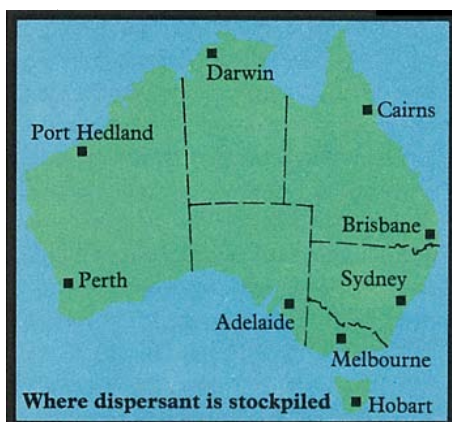 Darwin
Cairns
Port Hedland
Brisbane
Perth
Sydney
Adelaide
Melbourne
Where dispersant is stockpiled
Hobart